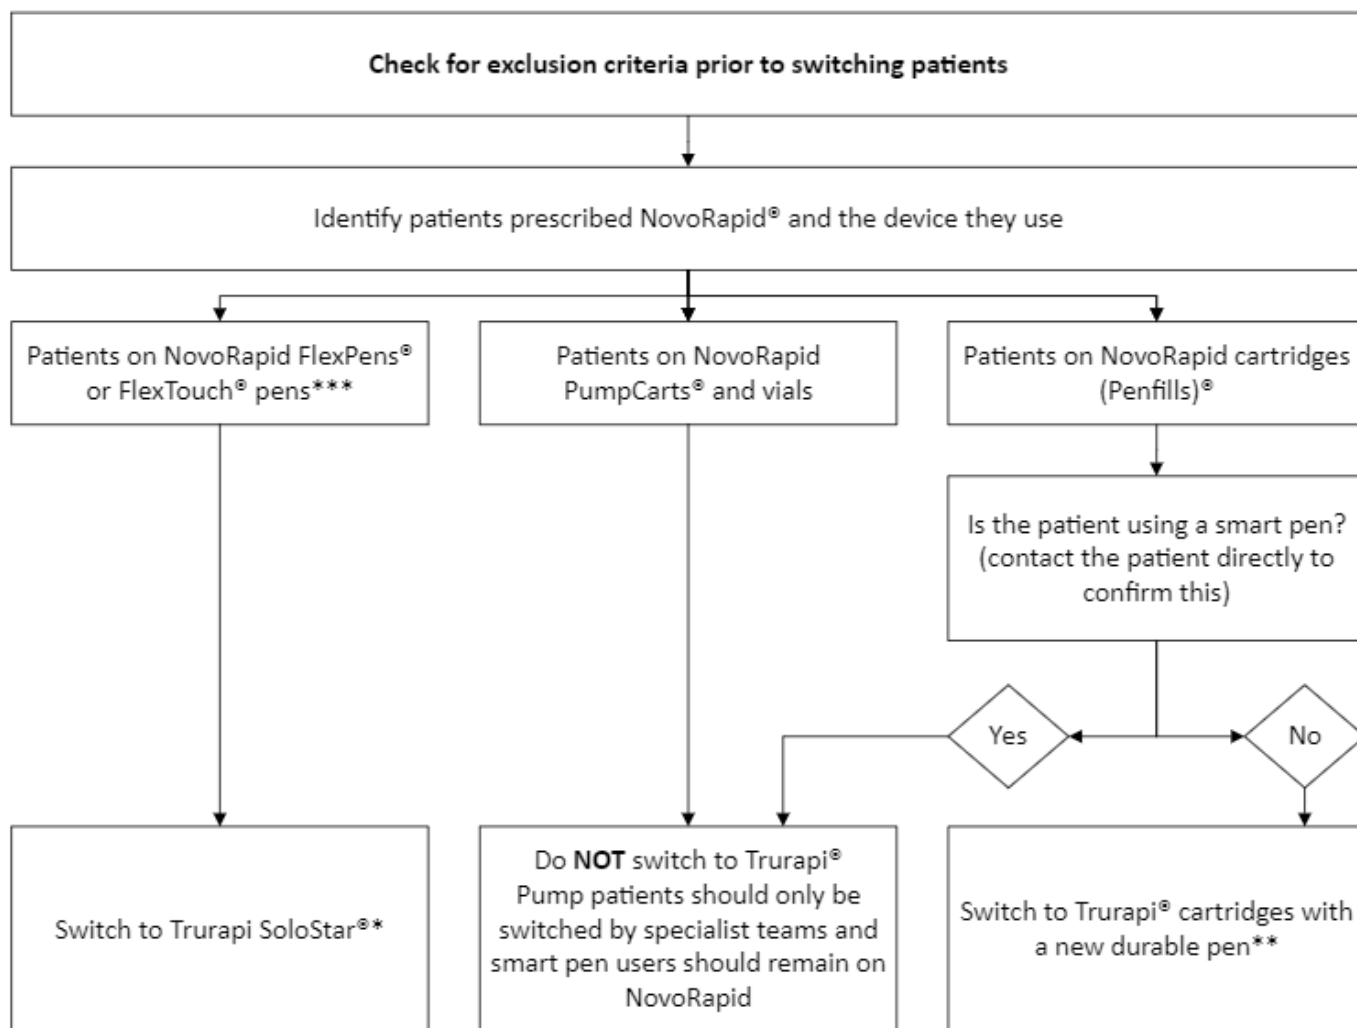 Check for exclusion criteria prior to switching patients
Identify patients prescribed NovoRapid® and the device they use
Patients on NovoRapid FlexPens®
or FlexTouch® pens***
Patients on NovoRapid
PumpCarts® and vials
Patients on NovoRapid cartridges
(Penfills)®
Is the patient using a smart pen?
(contact the patient directly to
confirm this)
Yes
No
Switch to Trurapi SoloStar®*
Do NOT switch to Trurapi®
Pump patients should only be
switched by specialist teams and
smart pen users should remain on
NovoRapid
Switch to Trurapi® cartridges with
a new durable pen**